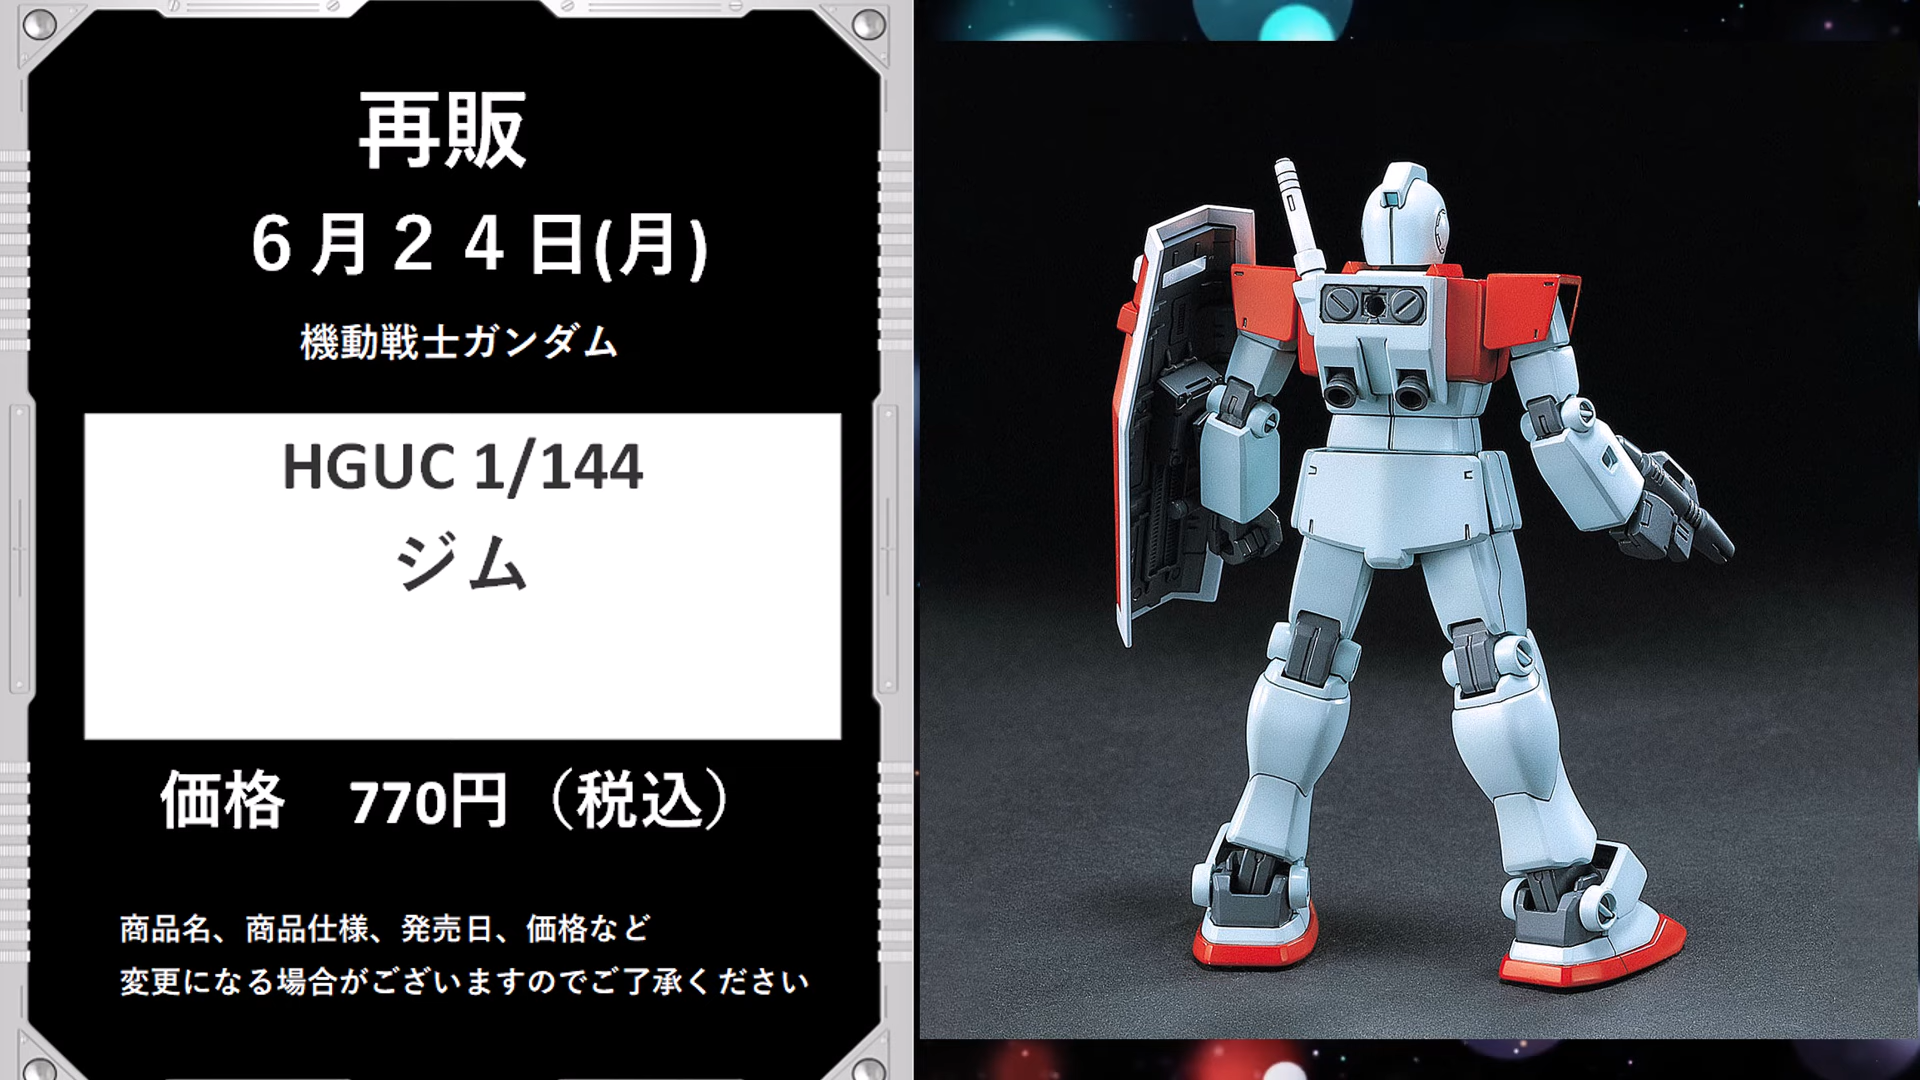 再販
６月２４日(月)
機動戦士ガンダム
HGUC 1/144
ジム
価格　770円（税込）
商品名、商品仕様、発売日、価格など
変更になる場合がございますのでご了承ください